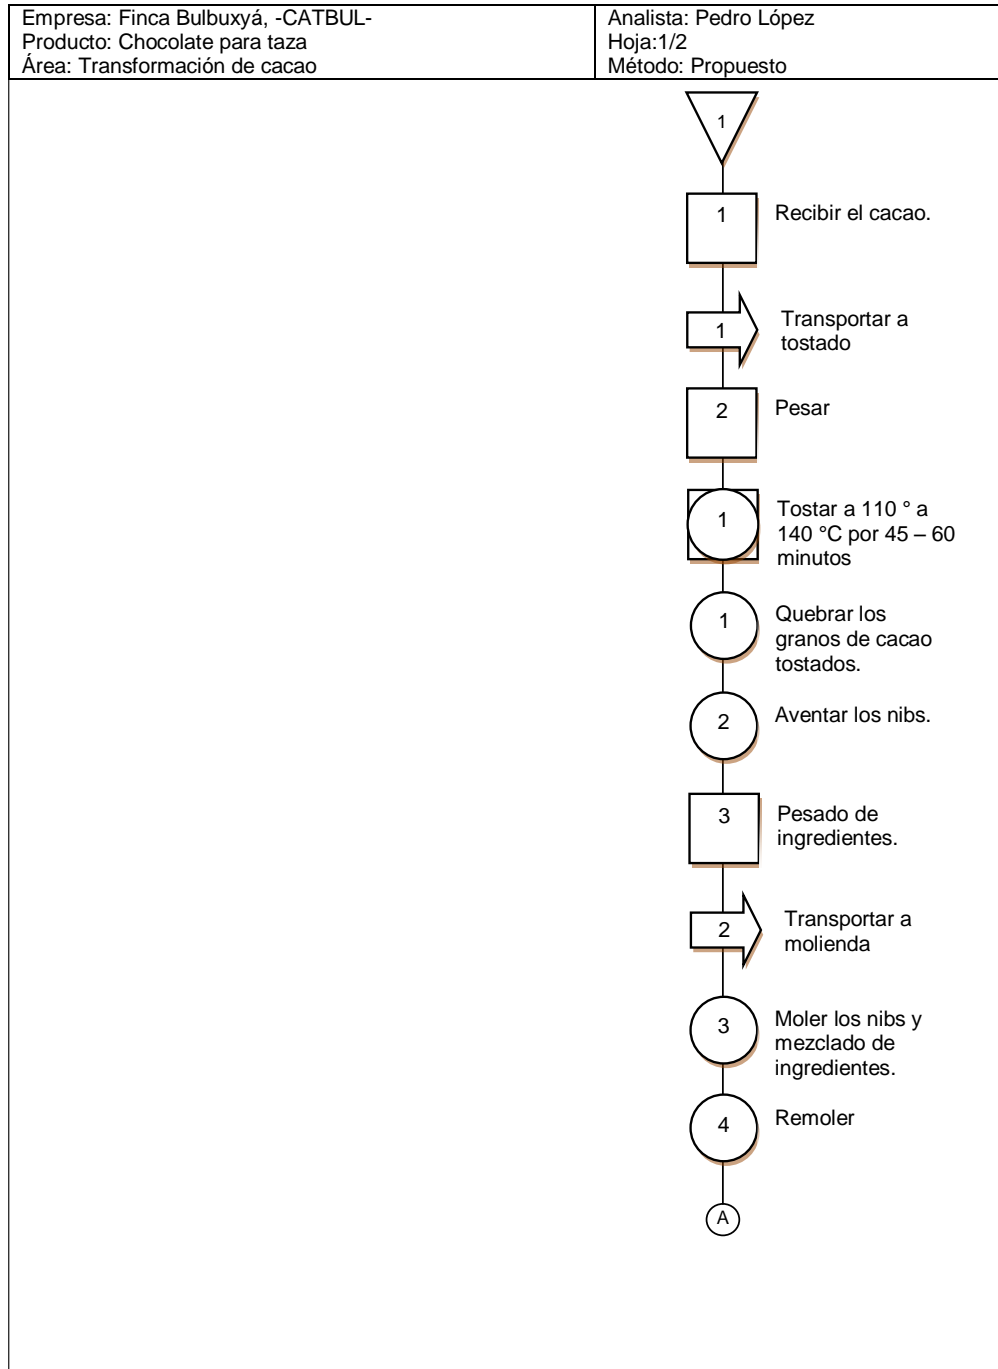 Empresa: Finca Bulbuxyá, -CATBUL-
Producto: Chocolate para taza
Área: Transformación de cacao
Analista: Pedro López
Hoja:1/2
Método: Propuesto
1
1
Recibir el cacao.
1
Transportar a
tostado
2
Pesar
1
Tostar a 110 ° a
140 °C por 45 – 60
minutos
1
Quebrar los
granos de cacao
tostados.
2
Aventar los nibs.
3
Pesado de
ingredientes.
2
Transportar a
molienda
3
Moler los nibs y
mezclado de
ingredientes.
4
Remoler
A